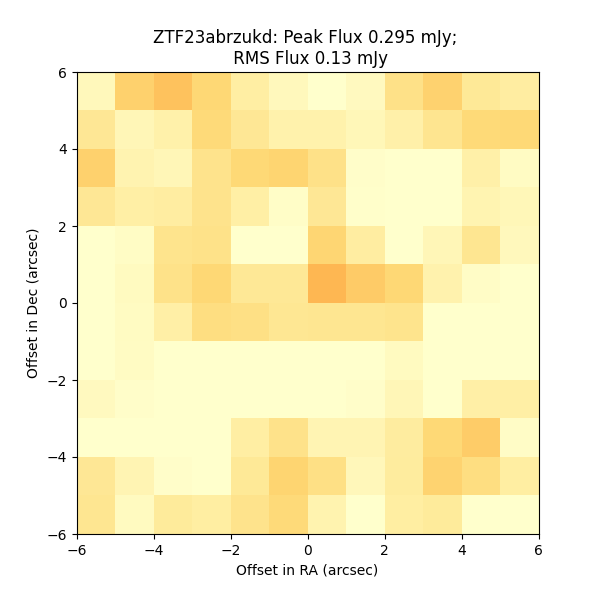 ZTF23abrzukd: Peak Flux 0.295 mJy;
RMS Flux 0.13 mJy
6
4
2
0
−2
−4
−6
Offset in Dec (arcsec)
−6 −4 −2 0 2 4 6
Offset in RA (arcsec)